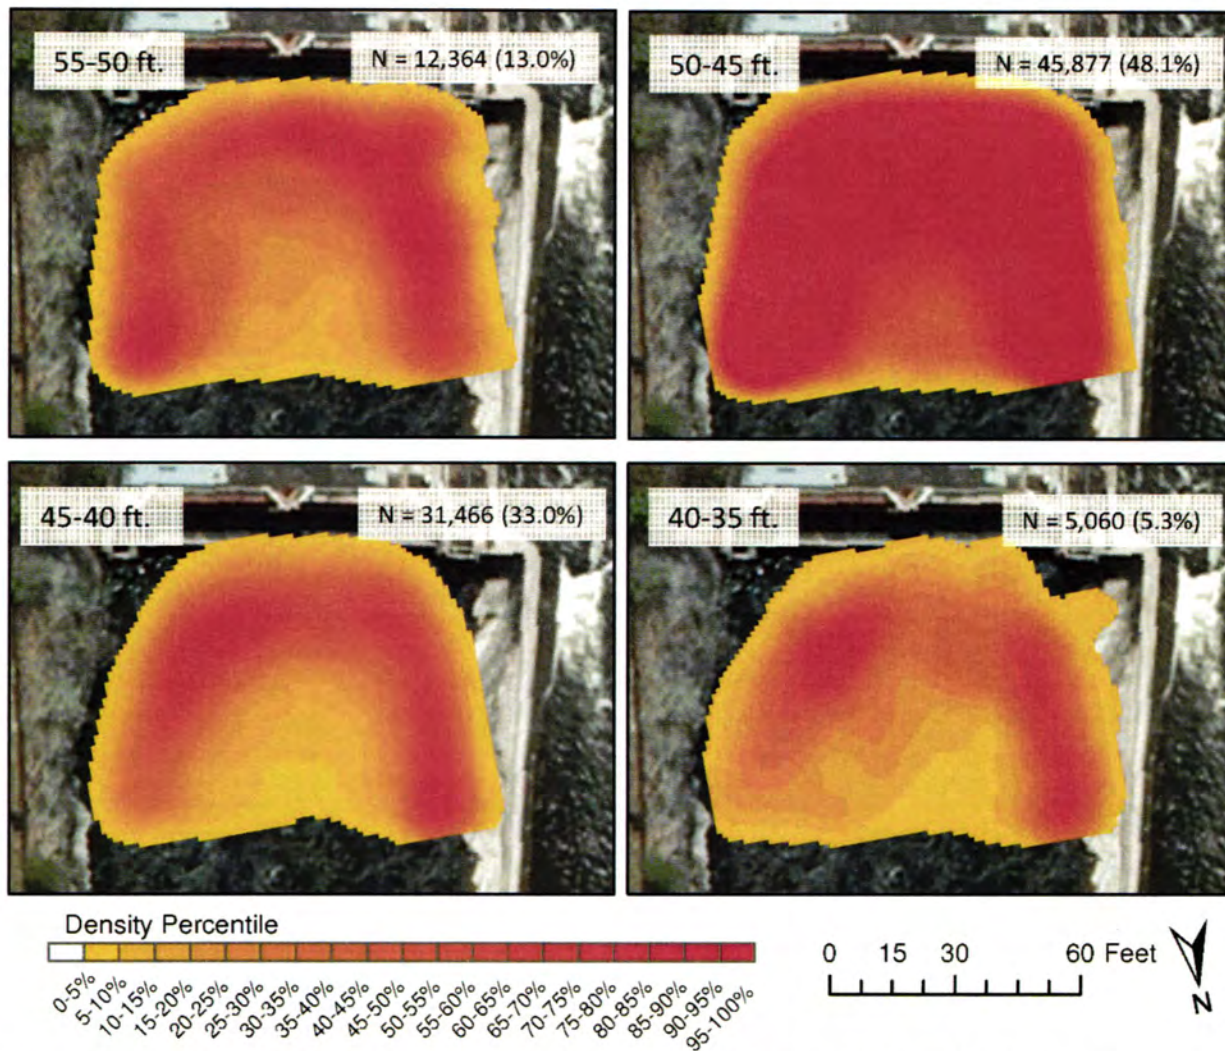 55-50 ft.
N = 12,364 (13.0%)
50-45 ft.
N = 45,877 (48.1%)
45-40 ft.
N = 31,466 (33.0%)
40-35 ft.
N = 5,060 (5.3%)
Density Percentile
0-5%
5-10%
10-15%
15-20%
20-25%
25-30%
30-35%
35-40%
40-45%
45-50%
50-55%
55-60%
60-65%
65-70%
70-75%
75-80%
80-85%
85-90%
90-95%
95-100%
0 15 30 60 Feet
N